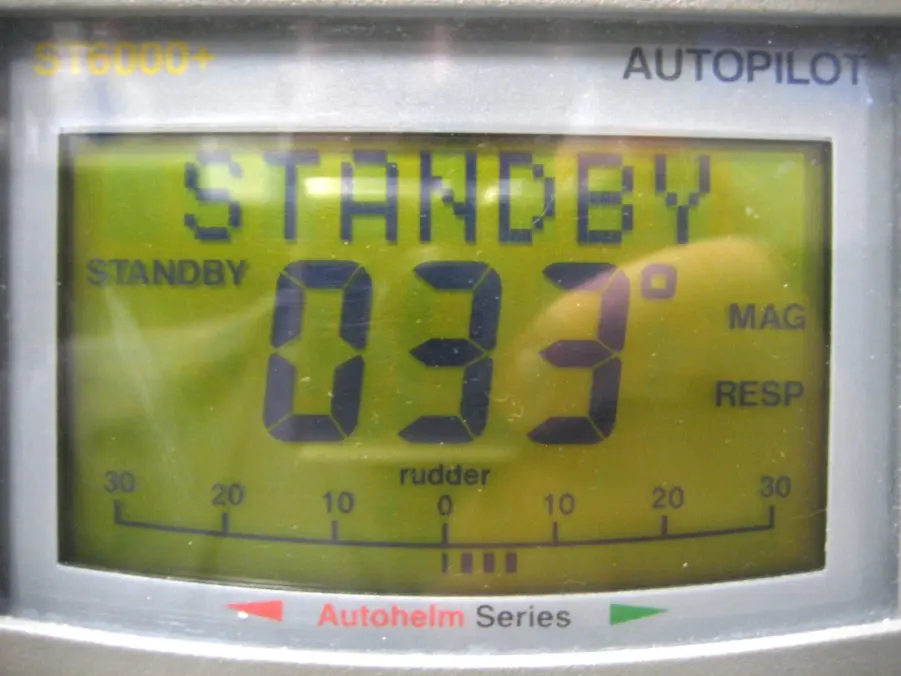 ST6000+ AUTOPILOT
STANDBY
STANDBY 033°
MAG
RESP
rudder
30 20 10 0 10 20 30
Autohelm Series